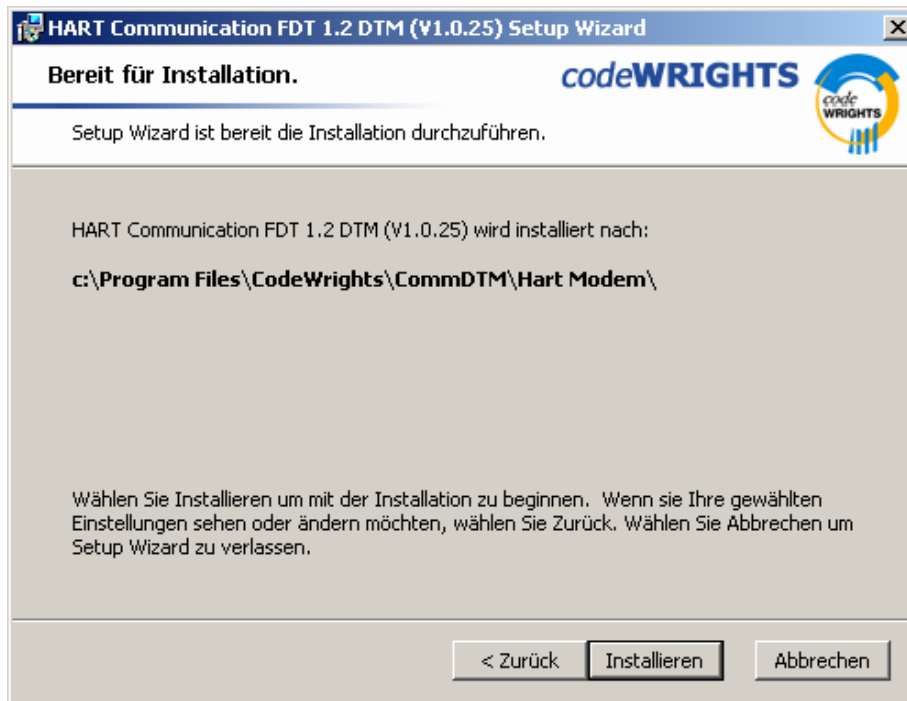 HART Communication FDT 1.2 DTM (V1.0.25) Setup Wizard
Bereit für Installation.
codeWRIGHTS
code
WRIGHTS
Setup Wizard ist bereit die Installation durchzuführen.
HART Communication FDT 1.2 DTM (V1.0.25) wird installiert nach:
c:\Program Files\CodeWrights\CommDTM\Hart Modem\
Wählen Sie Installieren um mit der Installation zu beginnen.  Wenn sie Ihre gewählten
Einstellungen sehen oder ändern möchten, wählen Sie Zurück. Wählen Sie Abbrechen um
Setup Wizard zu verlassen.
< Zurück
Installieren
Abbrechen